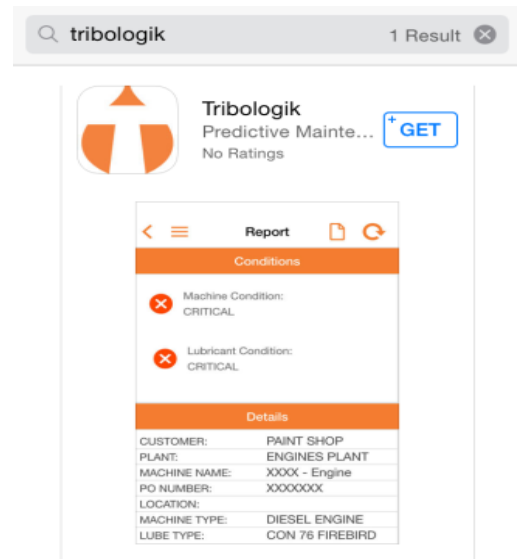 tribologik 1 Result
Tribologik
Predictive Mainte...
No Ratings
+GET
Report
Conditions
Machine Condition:
CRITICAL
Lubricant Condition:
CRITICAL
Details
CUSTOMER: PAINT SHOP
PLANT: ENGINES PLANT
MACHINE NAME: XXXX - Engine
PO NUMBER: XXXXXXX
LOCATION:
MACHINE TYPE: DIESEL ENGINE
LUBE TYPE: CON 76 FIREBIRD